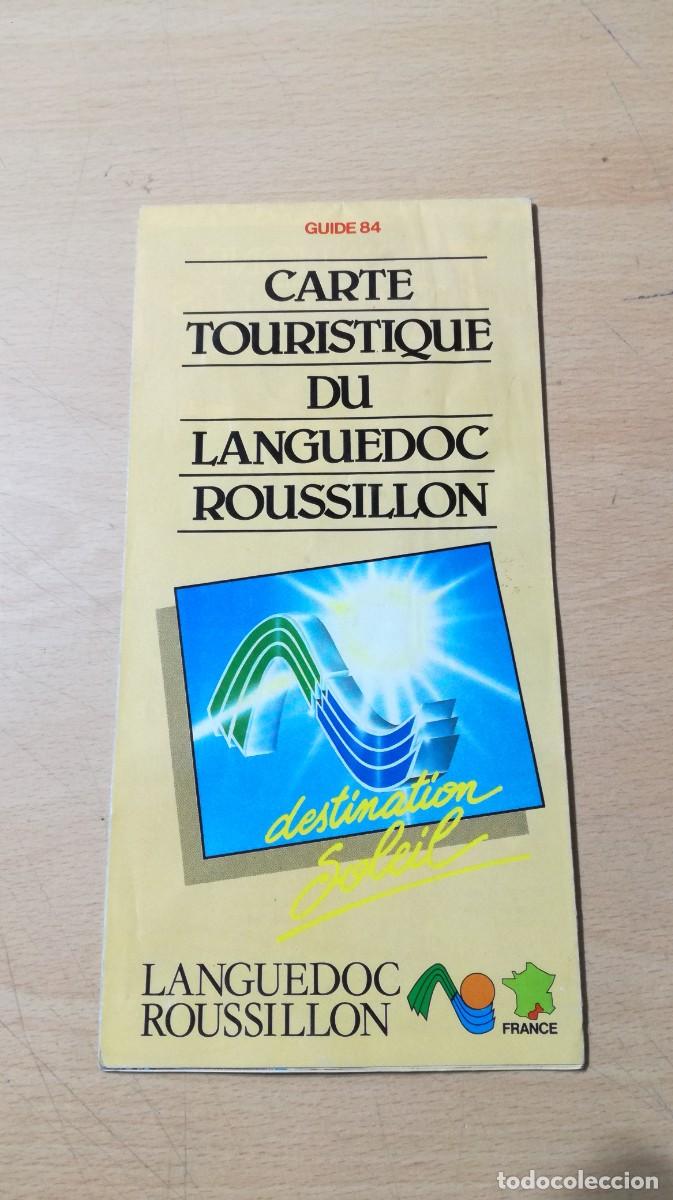 GUIDE 84
CARTE
TOURISTIQUE
DU
LANGUEDOC
ROUSSILLON
destination
Soleil
LANGUEDOC
ROUSSILLON
FRANCE
todocoleccion